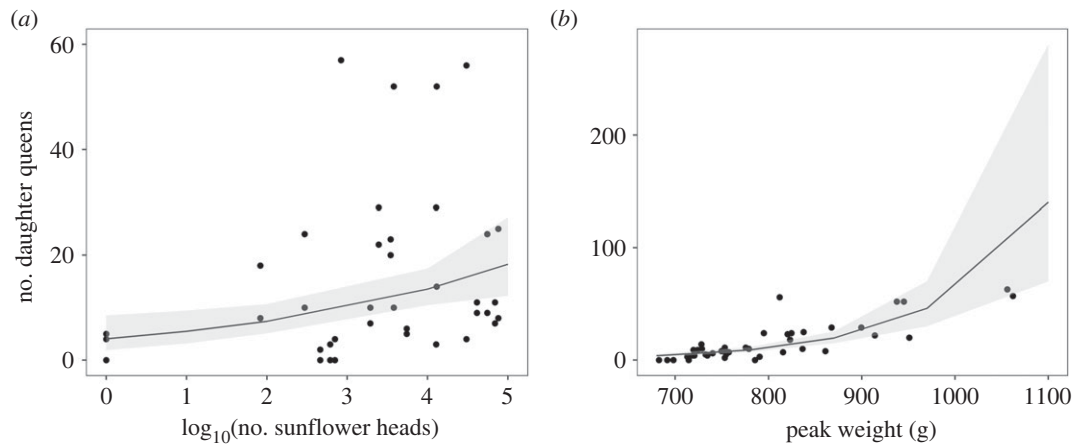 (a)
60
40
20
0
no. daughter queens
0 1 2 3 4 5
log10(no. sunflower heads)
(b)
200
100
0
700 800 900 1000 1100
peak weight (g)